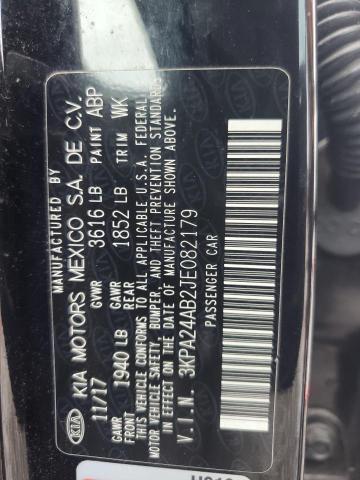 MANUFACTURED BY
KIA KIA MOTORS MEXICO S.A. DE C.V.
11/17 GVWR 3616 LB PAINT ABP
GAWR FRONT 1940 LB GAWR REAR 1852 LB TRIM WK
THIS VEHICLE CONFORMS TO ALL APPLICABLE U.S.A. FEDERAL
MOTOR VEHICLE SAFETY, BUMPER, AND THEFT PREVENTION STANDARDS
IN EFFECT ON THE DATE OF MANUFACTURE SHOWN ABOVE.
V.I.N. 3KPA24AB2JE082179
PASSENGER CAR